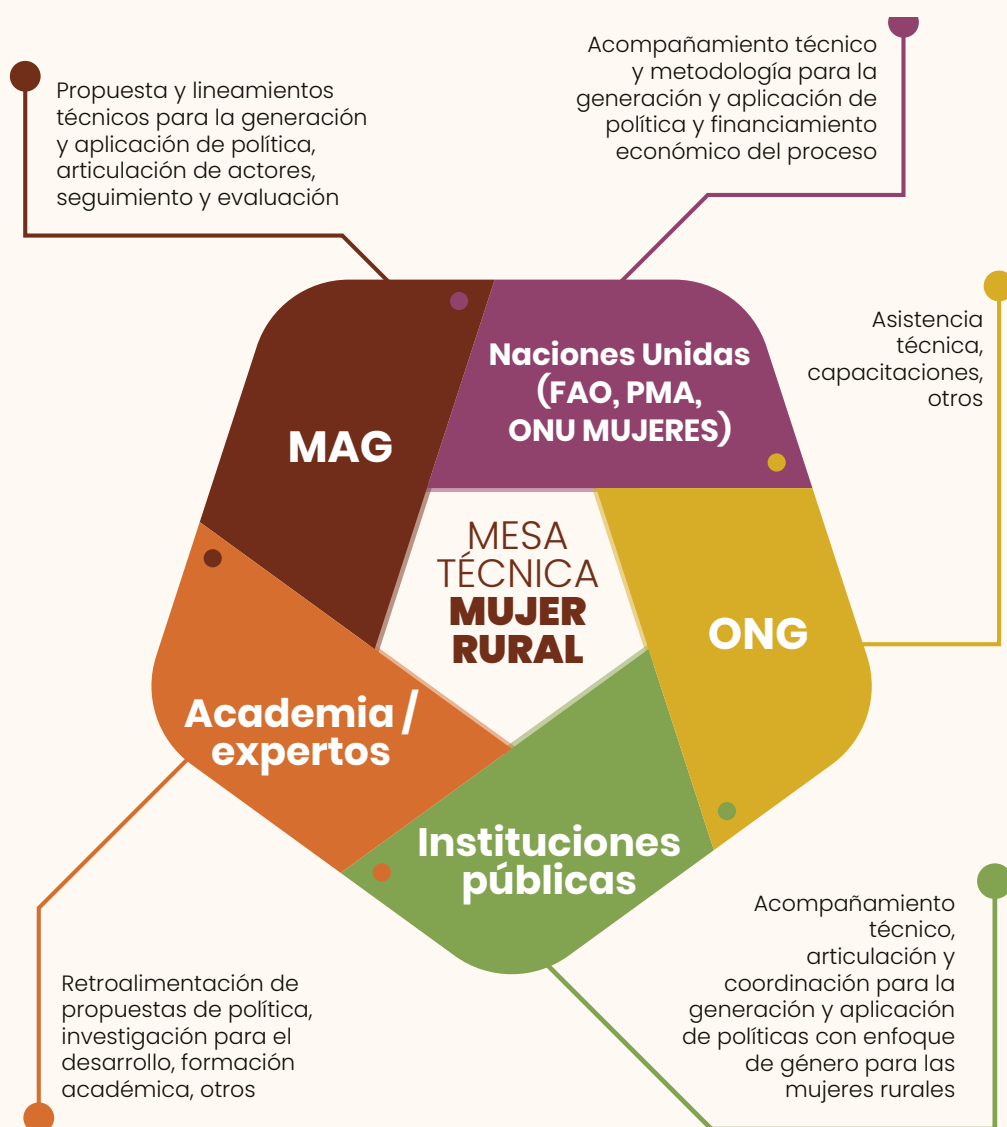 Propuesta y lineamientos
técnicos para la generación
y aplicación de política,
articulación de actores,
seguimiento y evaluación
Acompañamiento técnico
y metodología para la
generación y aplicación de
política y financiamiento
económico del proceso
Asistencia
técnica,
capacitaciones,
otros
MAG
Naciones Unidas
(FAO, PMA,
ONU MUJERES)
MESA
TÉCNICA
MUJER
RURAL
ONG
Academia /
expertos
Instituciones
públicas
Retroalimentación de
propuestas de política,
investigación para el
desarrollo, formación
académica, otros
Acompañamiento
técnico,
articulación y
coordinación para la
generación y aplicación
de políticas con enfoque
de género para las
mujeres rurales